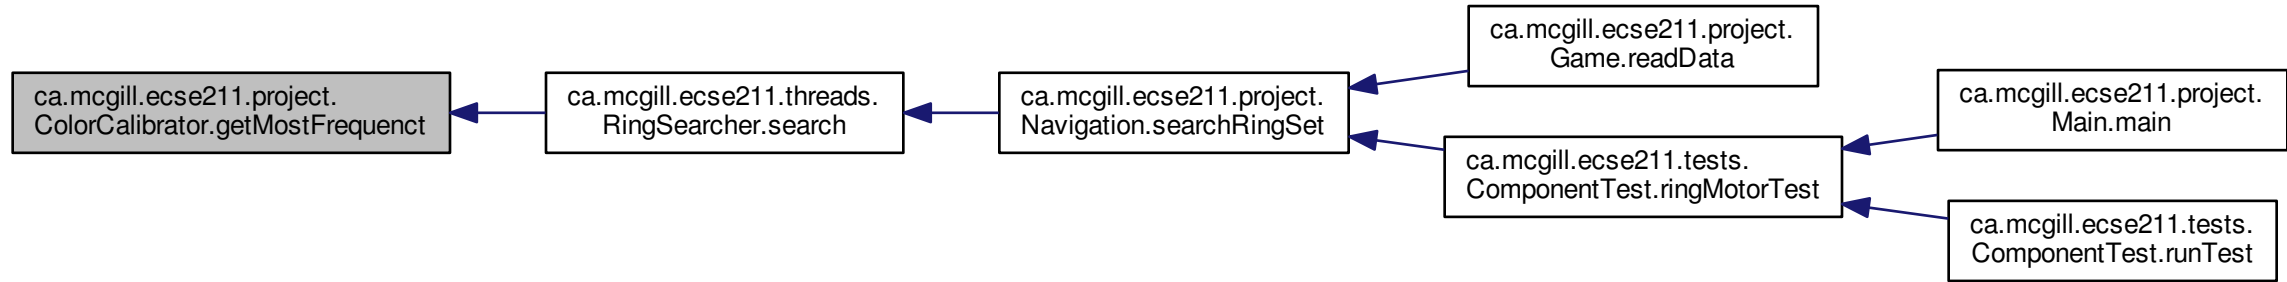 ca.mcgill.ecse211.project.
ColorCalibrator.getMostFrequenct
ca.mcgill.ecse211.threads.
RingSearcher.search
ca.mcgill.ecse211.project.
Navigation.searchRingSet
ca.mcgill.ecse211.project.
Game.readData
ca.mcgill.ecse211.tests.
ComponentTest.ringMotorTest
ca.mcgill.ecse211.project.
Main.main
ca.mcgill.ecse211.tests.
ComponentTest.runTest